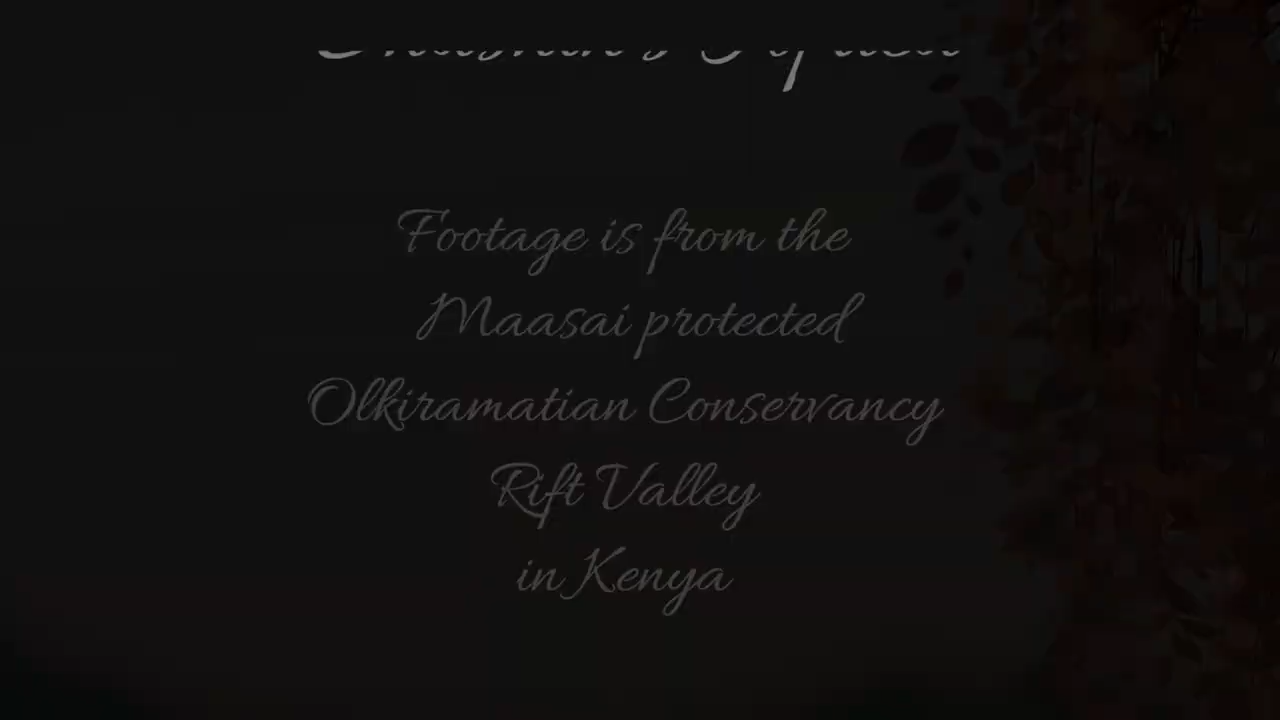 Footage is from the
Maasai protected
Olkiramatian Conservancy
Rift Valley
in Kenya